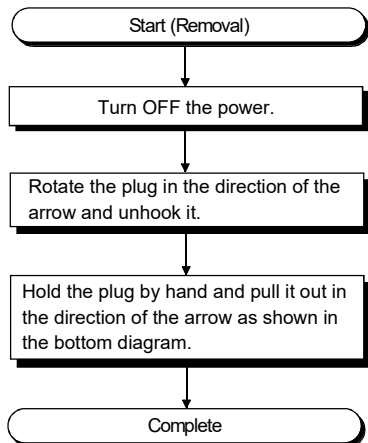 Start (Removal)
Turn OFF the power.
Rotate the plug in the direction of the
arrow and unhook it.
Hold the plug by hand and pull it out in
the direction of the arrow as shown in
the bottom diagram.
Complete